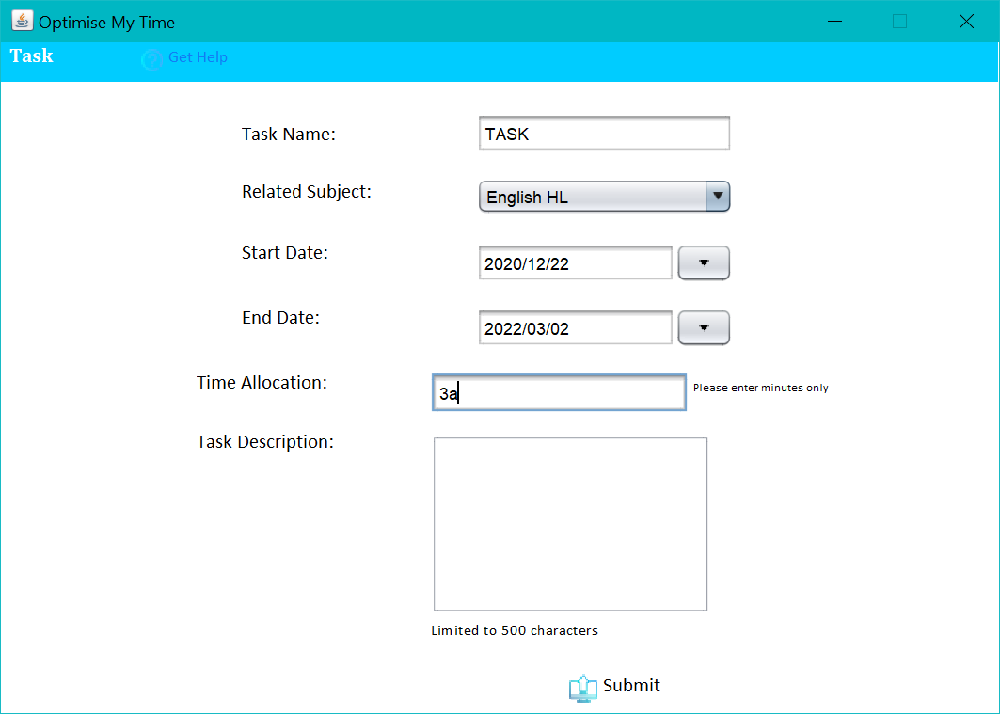 Optimise My Time
Task
Get Help
Task Name:
TASK
Related Subject:
English HL
Start Date:
2020/12/22
End Date:
2022/03/02
Time Allocation:
3a
Please enter minutes only
Task Description:
Limited to 500 characters
Submit